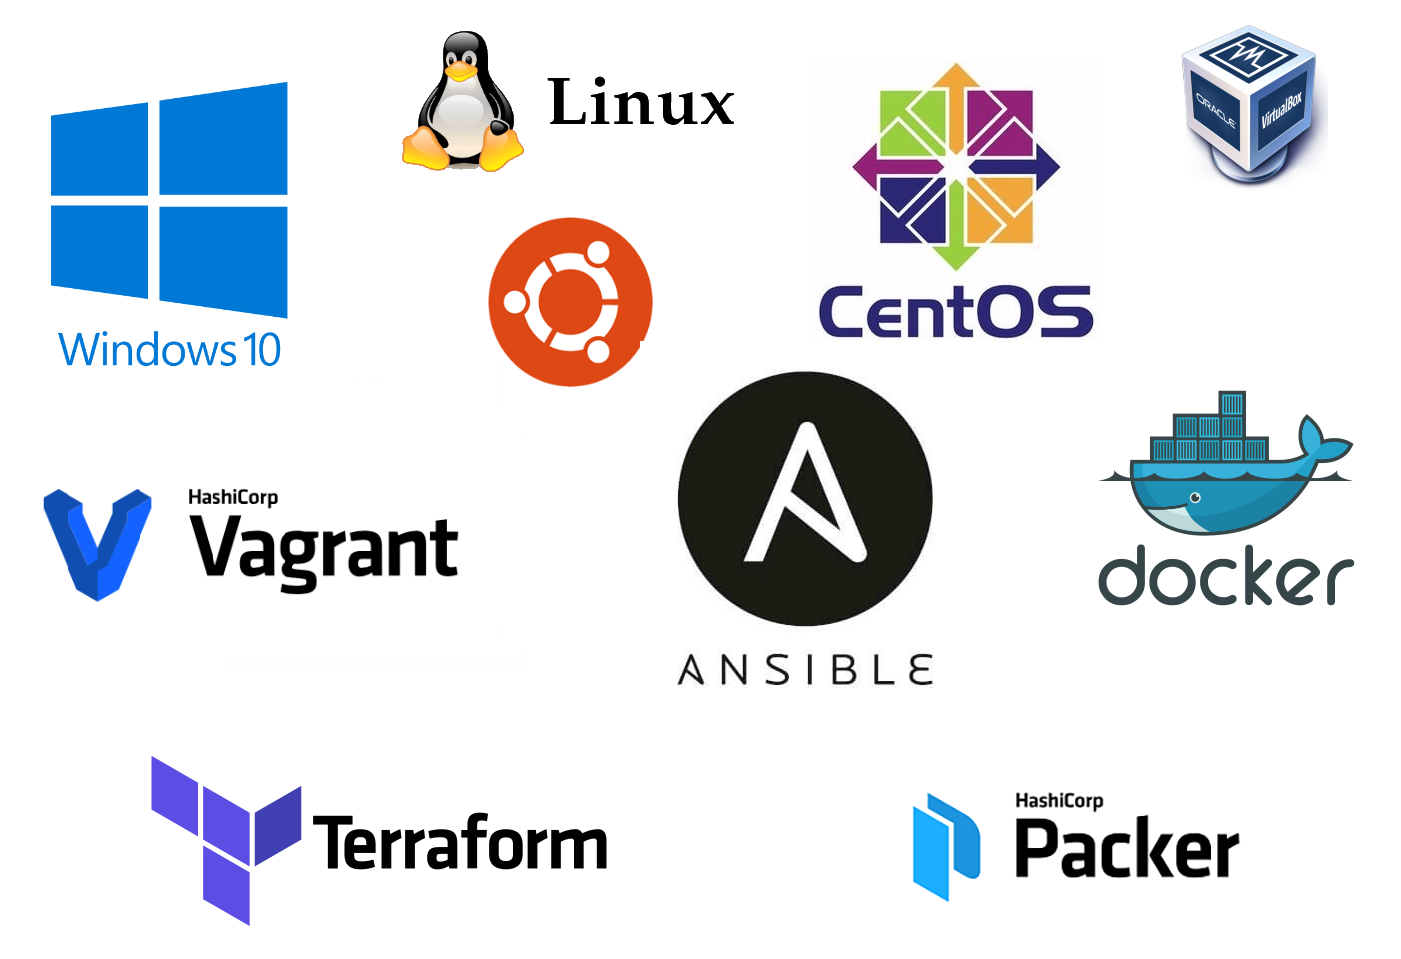 Linux
ORACLE
VirtualBox
CentOS
Windows 10
HashiCorp
Vagrant
docker
ANSIBLE
Terraform
HashiCorp
Packer